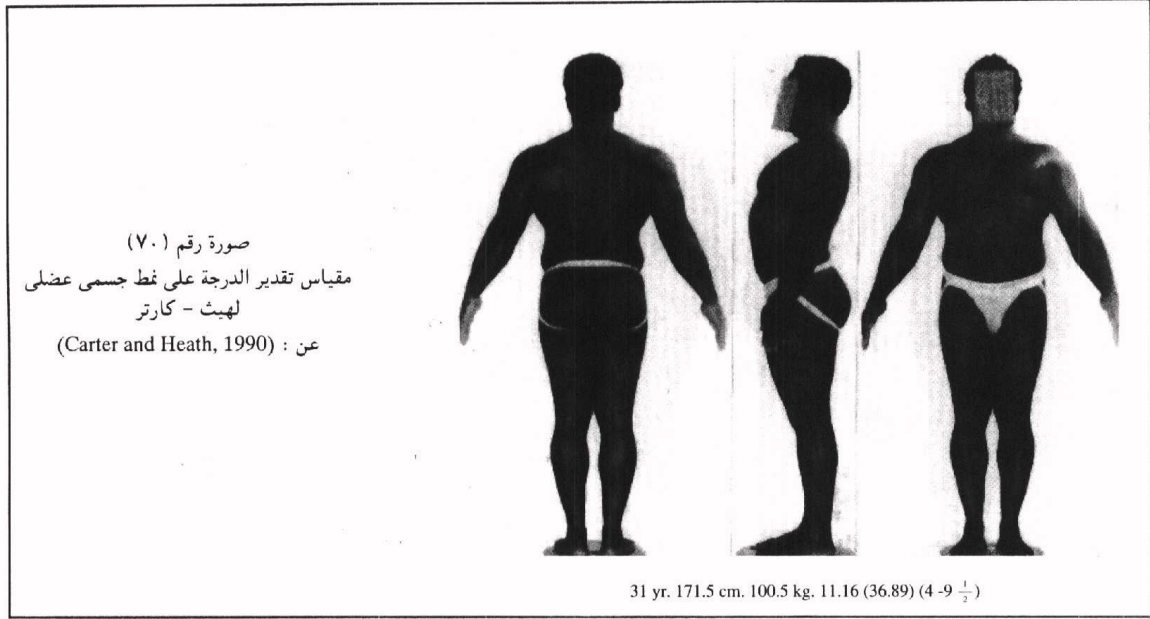 صورة رقم (٧٠)
مقياس تقدير الدرجة على نمط جسمى عضلى
لهيث - كارتر
عن : (Carter and Heath, 1990)
31 yr. 171.5 cm. 100.5 kg. 11.16 (36.89) (4 -9 ½)